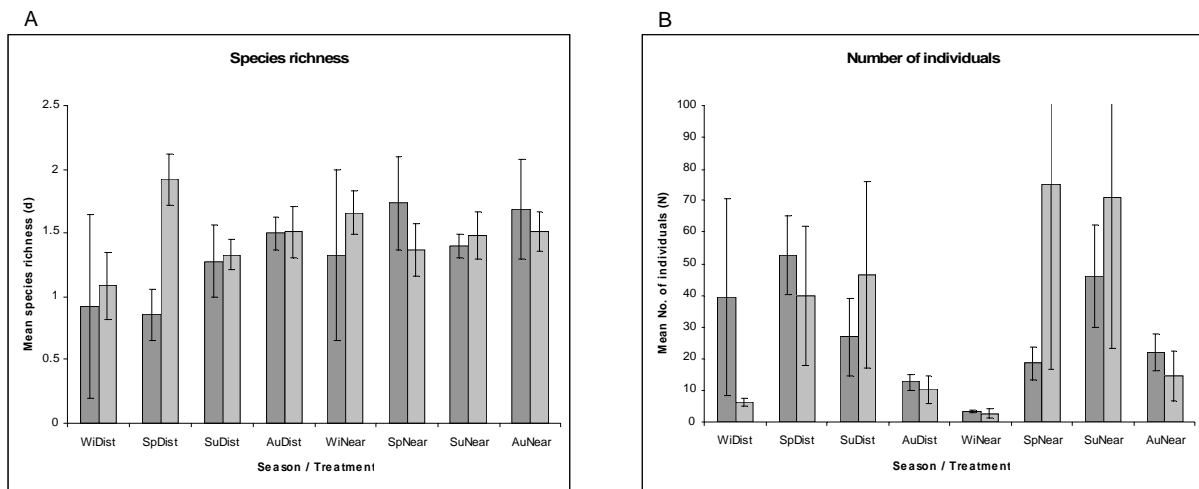 A
Species richness
2.5
2
1.5
1
0.5
0
Mean species richness (d)
WiDist SpDist SuDist AuDist WiNear SpNear SuNear AuNear
Season / Treatment
B
Number of individuals
100
90
80
70
60
50
40
30
20
10
0
Mean No. of individuals (N)
WiDist SpDist SuDist AuDist WiNear SpNear SuNear AuNear
Season / Treatment